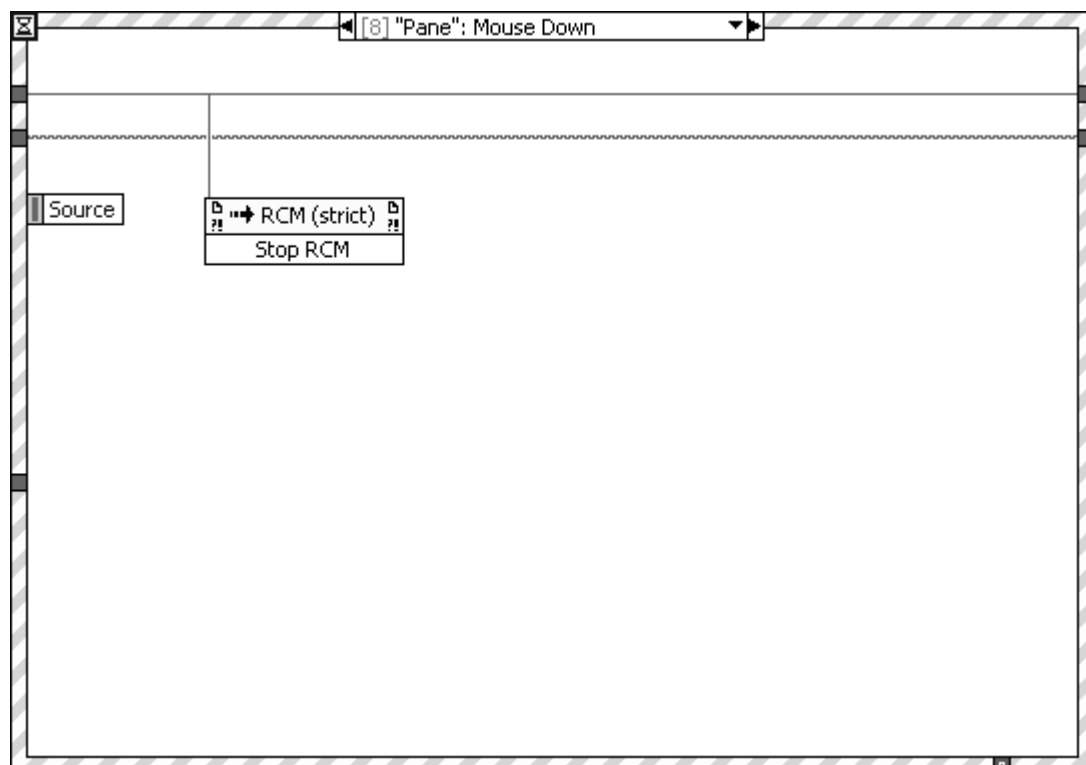 [8] "Pane": Mouse Down
Source
?! RCM (strict) ?!
Stop RCM